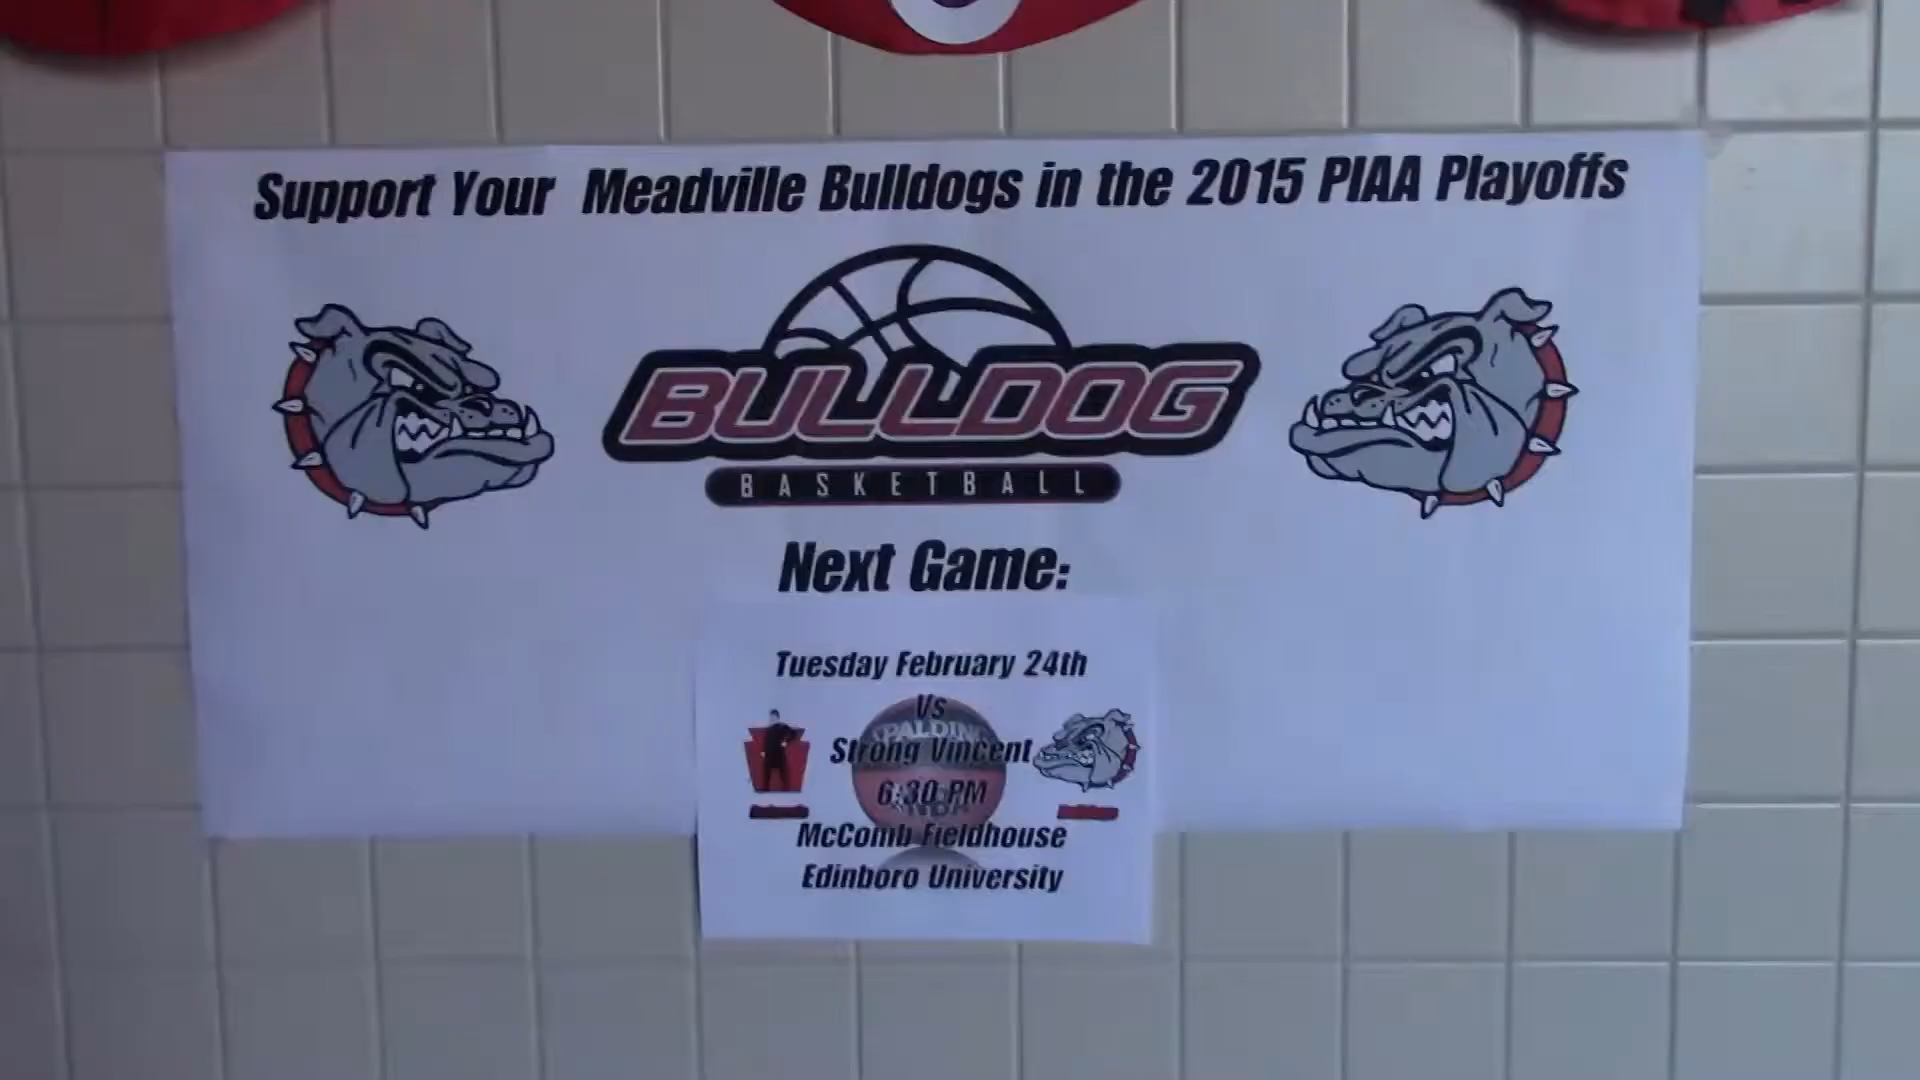 Support Your Meadville Bulldogs in the 2015 PIAA Playoffs
BULLDOG
BASKETBALL
Next Game:
Tuesday February 24th
Vs
SPALDING
Strong Vincent
6:30 PM
McComb Fieldhouse
Edinboro University